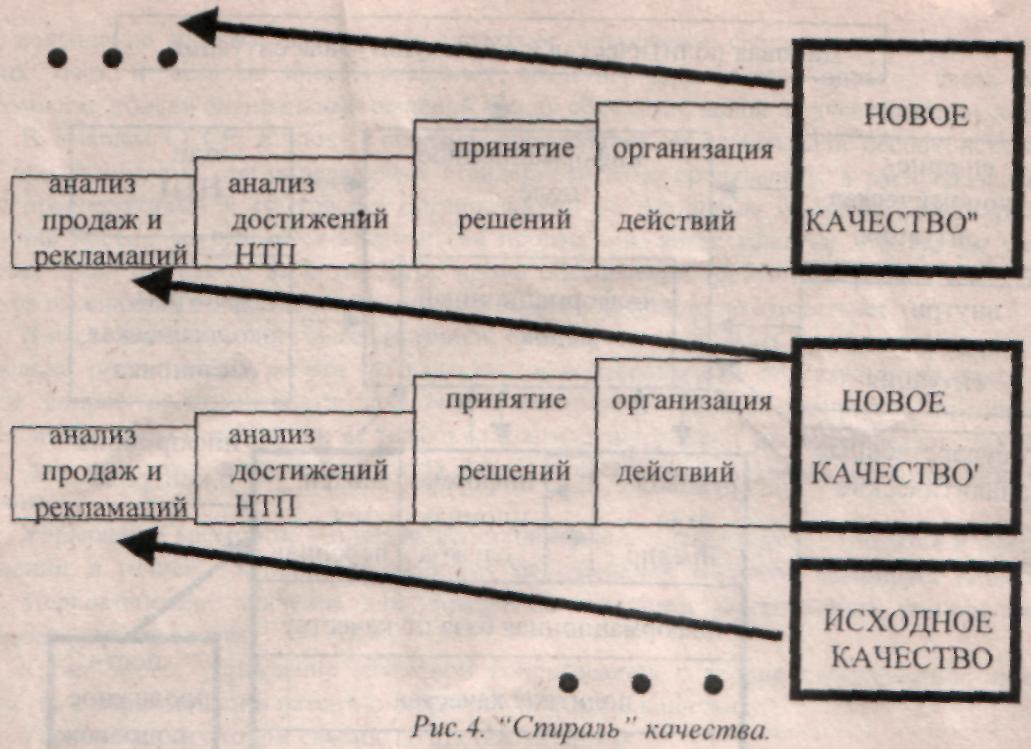 НОВОЕ
КАЧЕСТВО"
принятие
решений
организация
действий
анализ
продаж и
рекламаций
анализ
достижений
НТП
НОВОЕ
КАЧЕСТВО'
принятие
решений
организация
действий
анализ
продаж и
рекламаций
анализ
достижений
НТП
ИСХОДНОЕ
КАЧЕСТВО
Рис.4. "Спираль" качества.